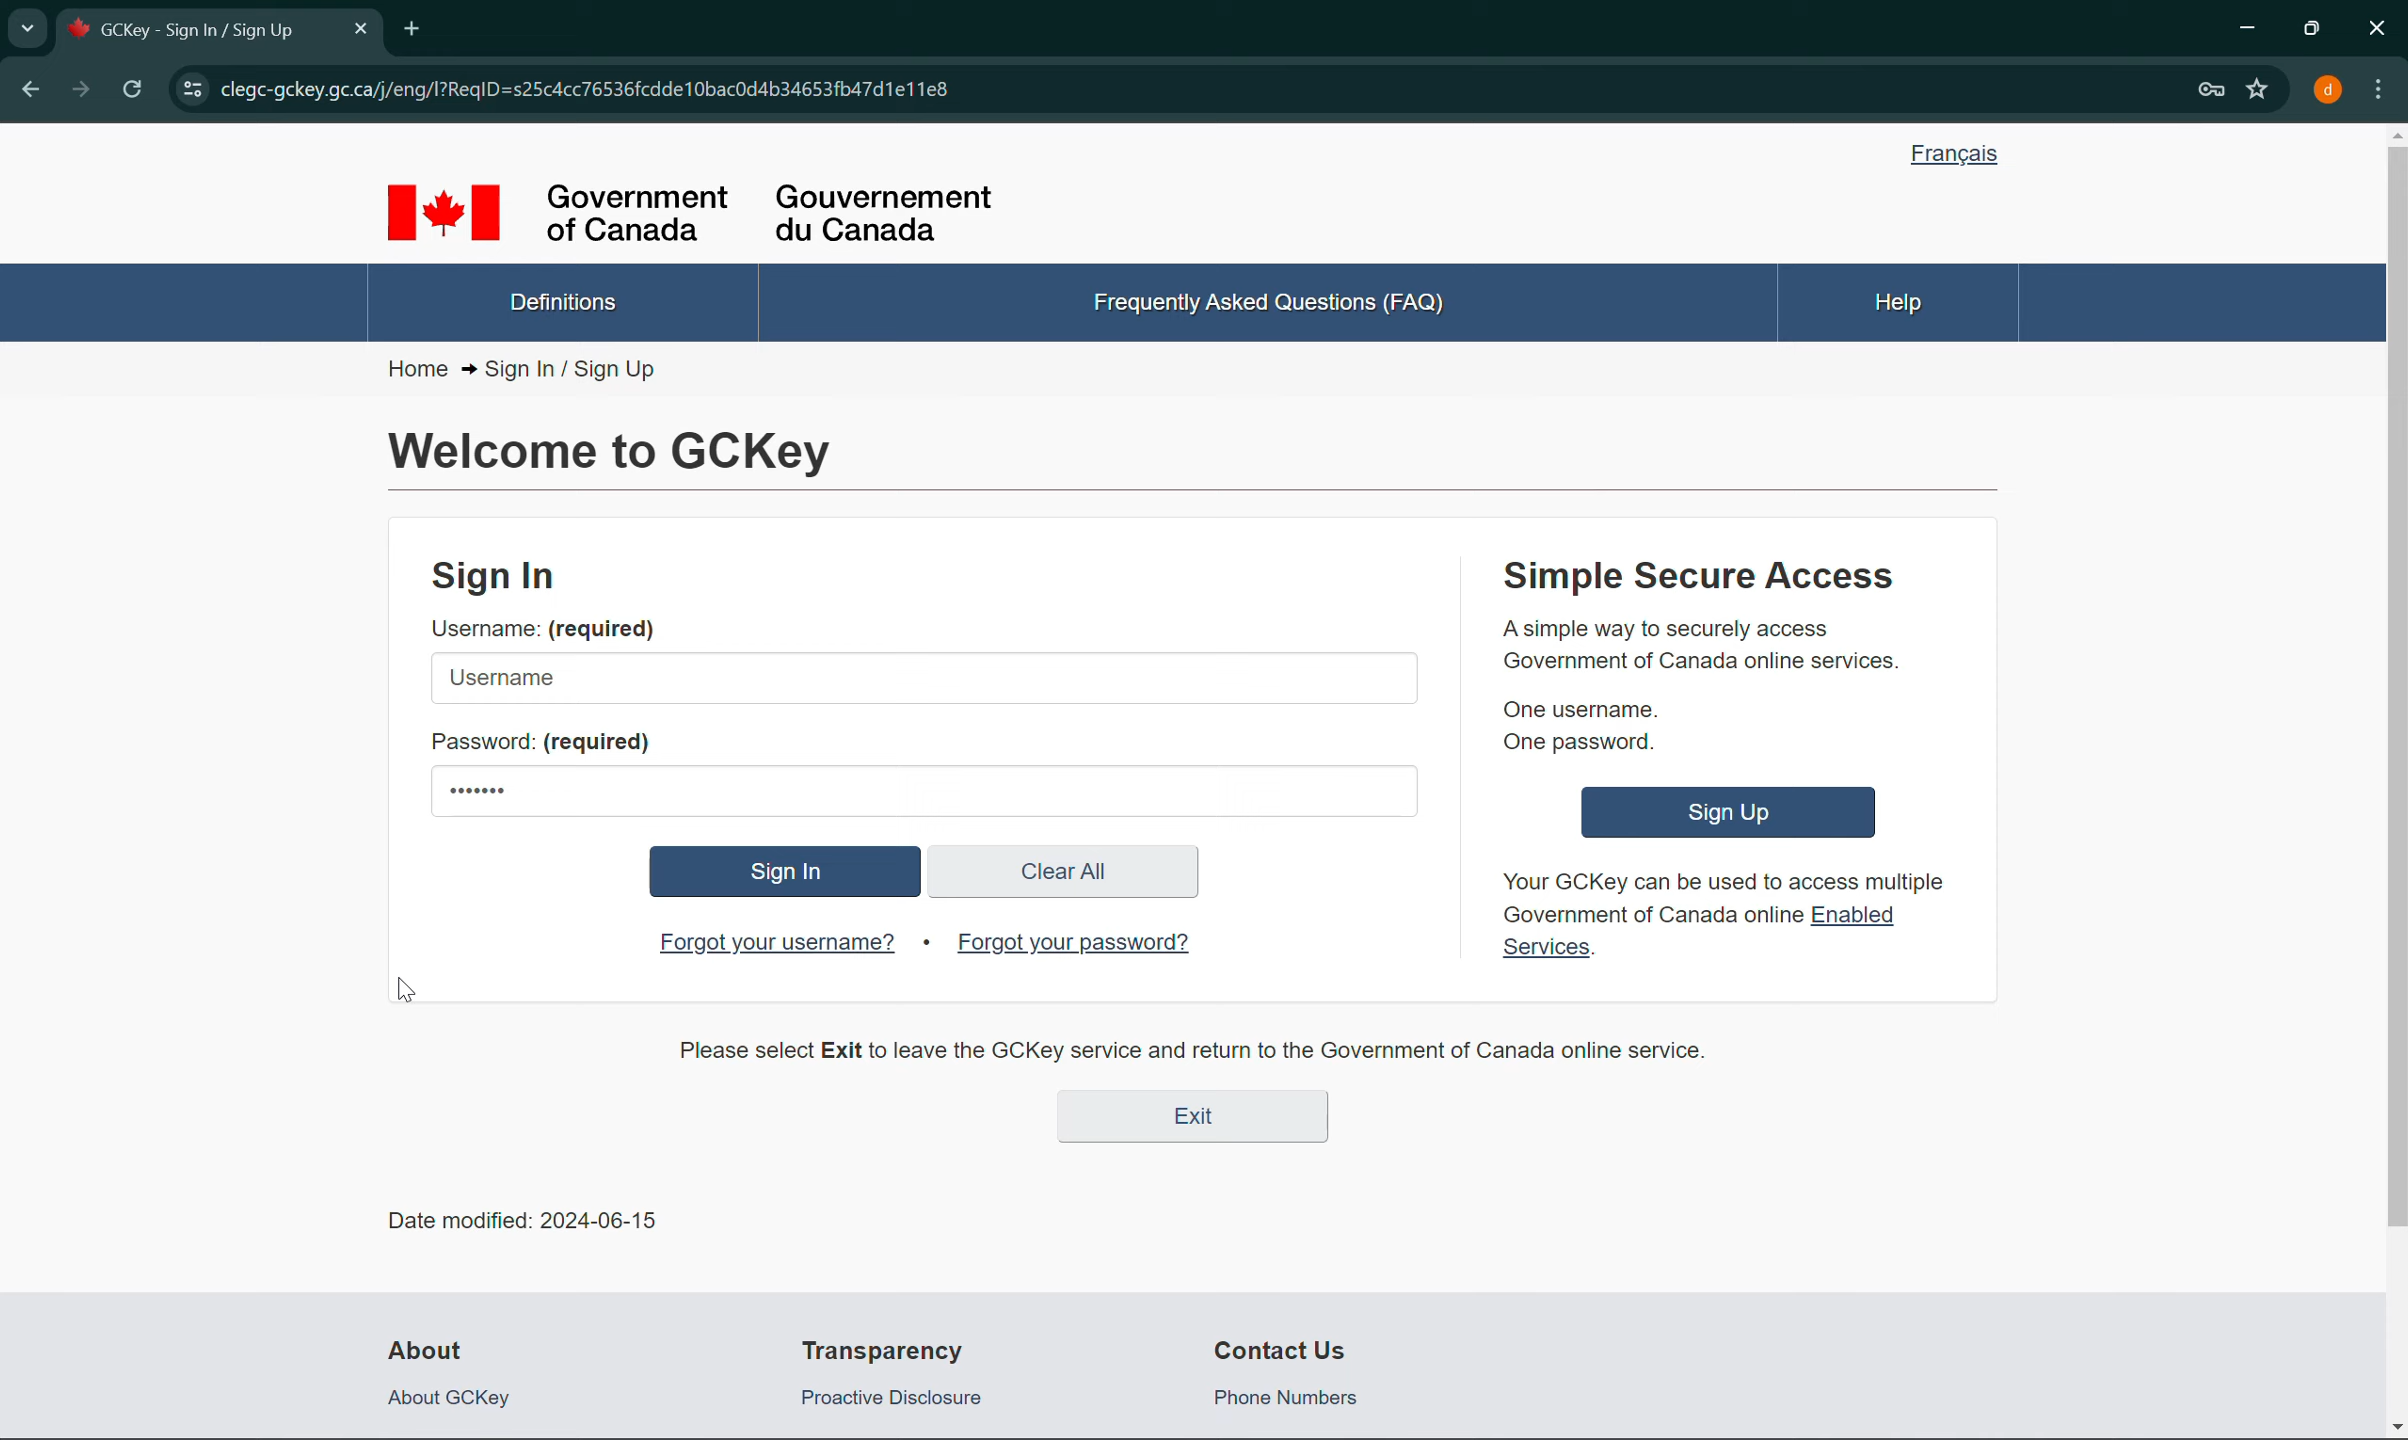 GCKey - Sign In / Sign Up
clegc-gckey.gc.ca/j/eng/l?ReqID=s25c4cc76536fcdde10bac0d4b34653fb47d1e11e8
d
Français
Government of Canada
Gouvernement du Canada
Definitions
Frequently Asked Questions (FAQ)
Help
Home ➔ Sign In / Sign Up
Welcome to GCKey
Sign In
Username: (required)
Username
Password: (required)
•••••••
Sign In
Clear All
Forgot your username? • Forgot your password?
Simple Secure Access
A simple way to securely access
Government of Canada online services.
One username.
One password.
Sign Up
Your GCKey can be used to access multiple
Government of Canada online Enabled
Services.
Please select Exit to leave the GCKey service and return to the Government of Canada online service.
Exit
Date modified: 2024-06-15
About
About GCKey
Transparency
Proactive Disclosure
Contact Us
Phone Numbers